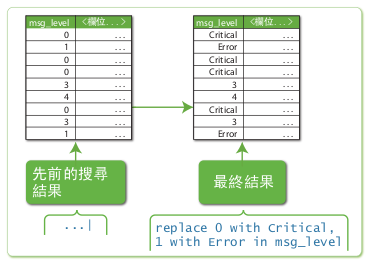 msg_level <欄位...>
0 ...
1 ...
0 ...
0 ...
3 ...
4 ...
0 ...
3 ...
1 ...
msg_level <欄位...>
Critical ...
Error ...
Critical ...
Critical ...
3 ...
4 ...
Critical ...
3 ...
Error ...
先前的搜尋
結果
最終結果
...|
replace 0 with Critical,
1 with Error in msg_level